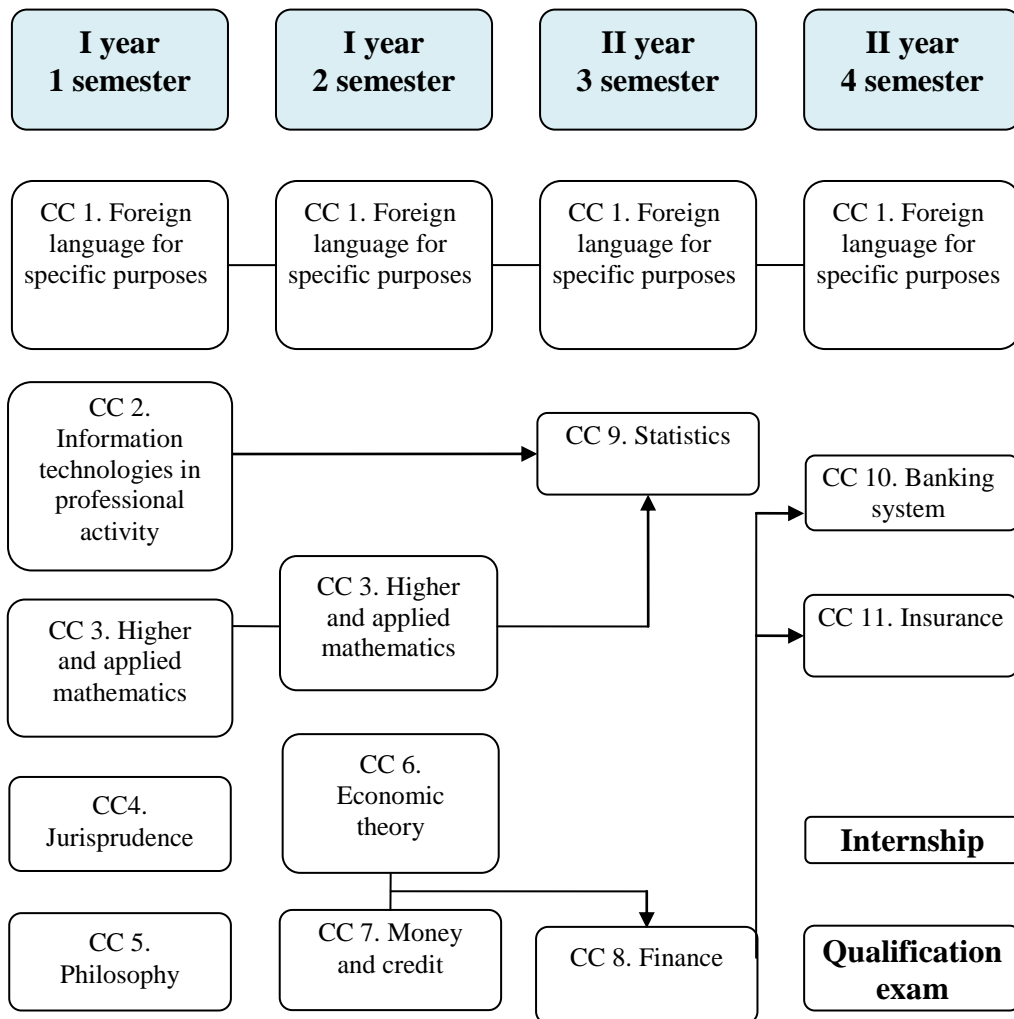 I year
1 semester
I year
2 semester
II year
3 semester
II year
4 semester
CC 1. Foreign
language for
specific purposes
CC 1. Foreign
language for
specific purposes
CC 1. Foreign
language for
specific purposes
CC 1. Foreign
language for
specific purposes
CC 2.
Information
technologies in
professional
activity
CC 9. Statistics
CC 10. Banking
system
CC 3. Higher
and applied
mathematics
CC 3. Higher
and applied
mathematics
CC 11. Insurance
CC4.
Jurisprudence
CC 6.
Economic
theory
Internship
CC 5.
Philosophy
CC 7. Money
and credit
CC 8. Finance
Qualification
exam